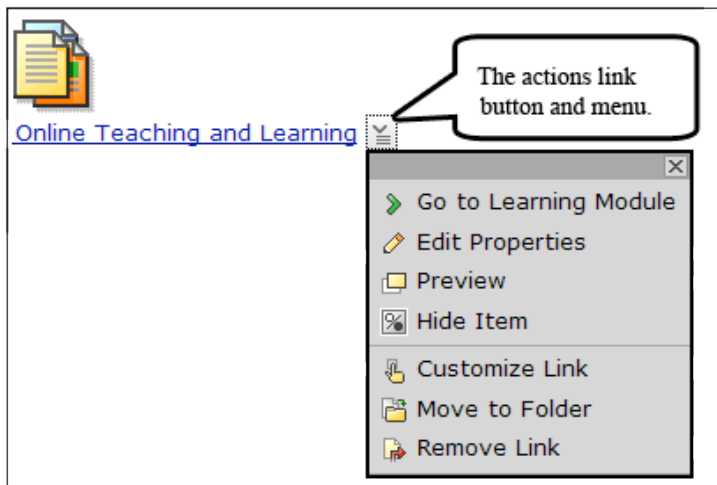 The actions link
button and menu.
Online Teaching and Learning
Go to Learning Module
Edit Properties
Preview
Hide Item
Customize Link
Move to Folder
Remove Link